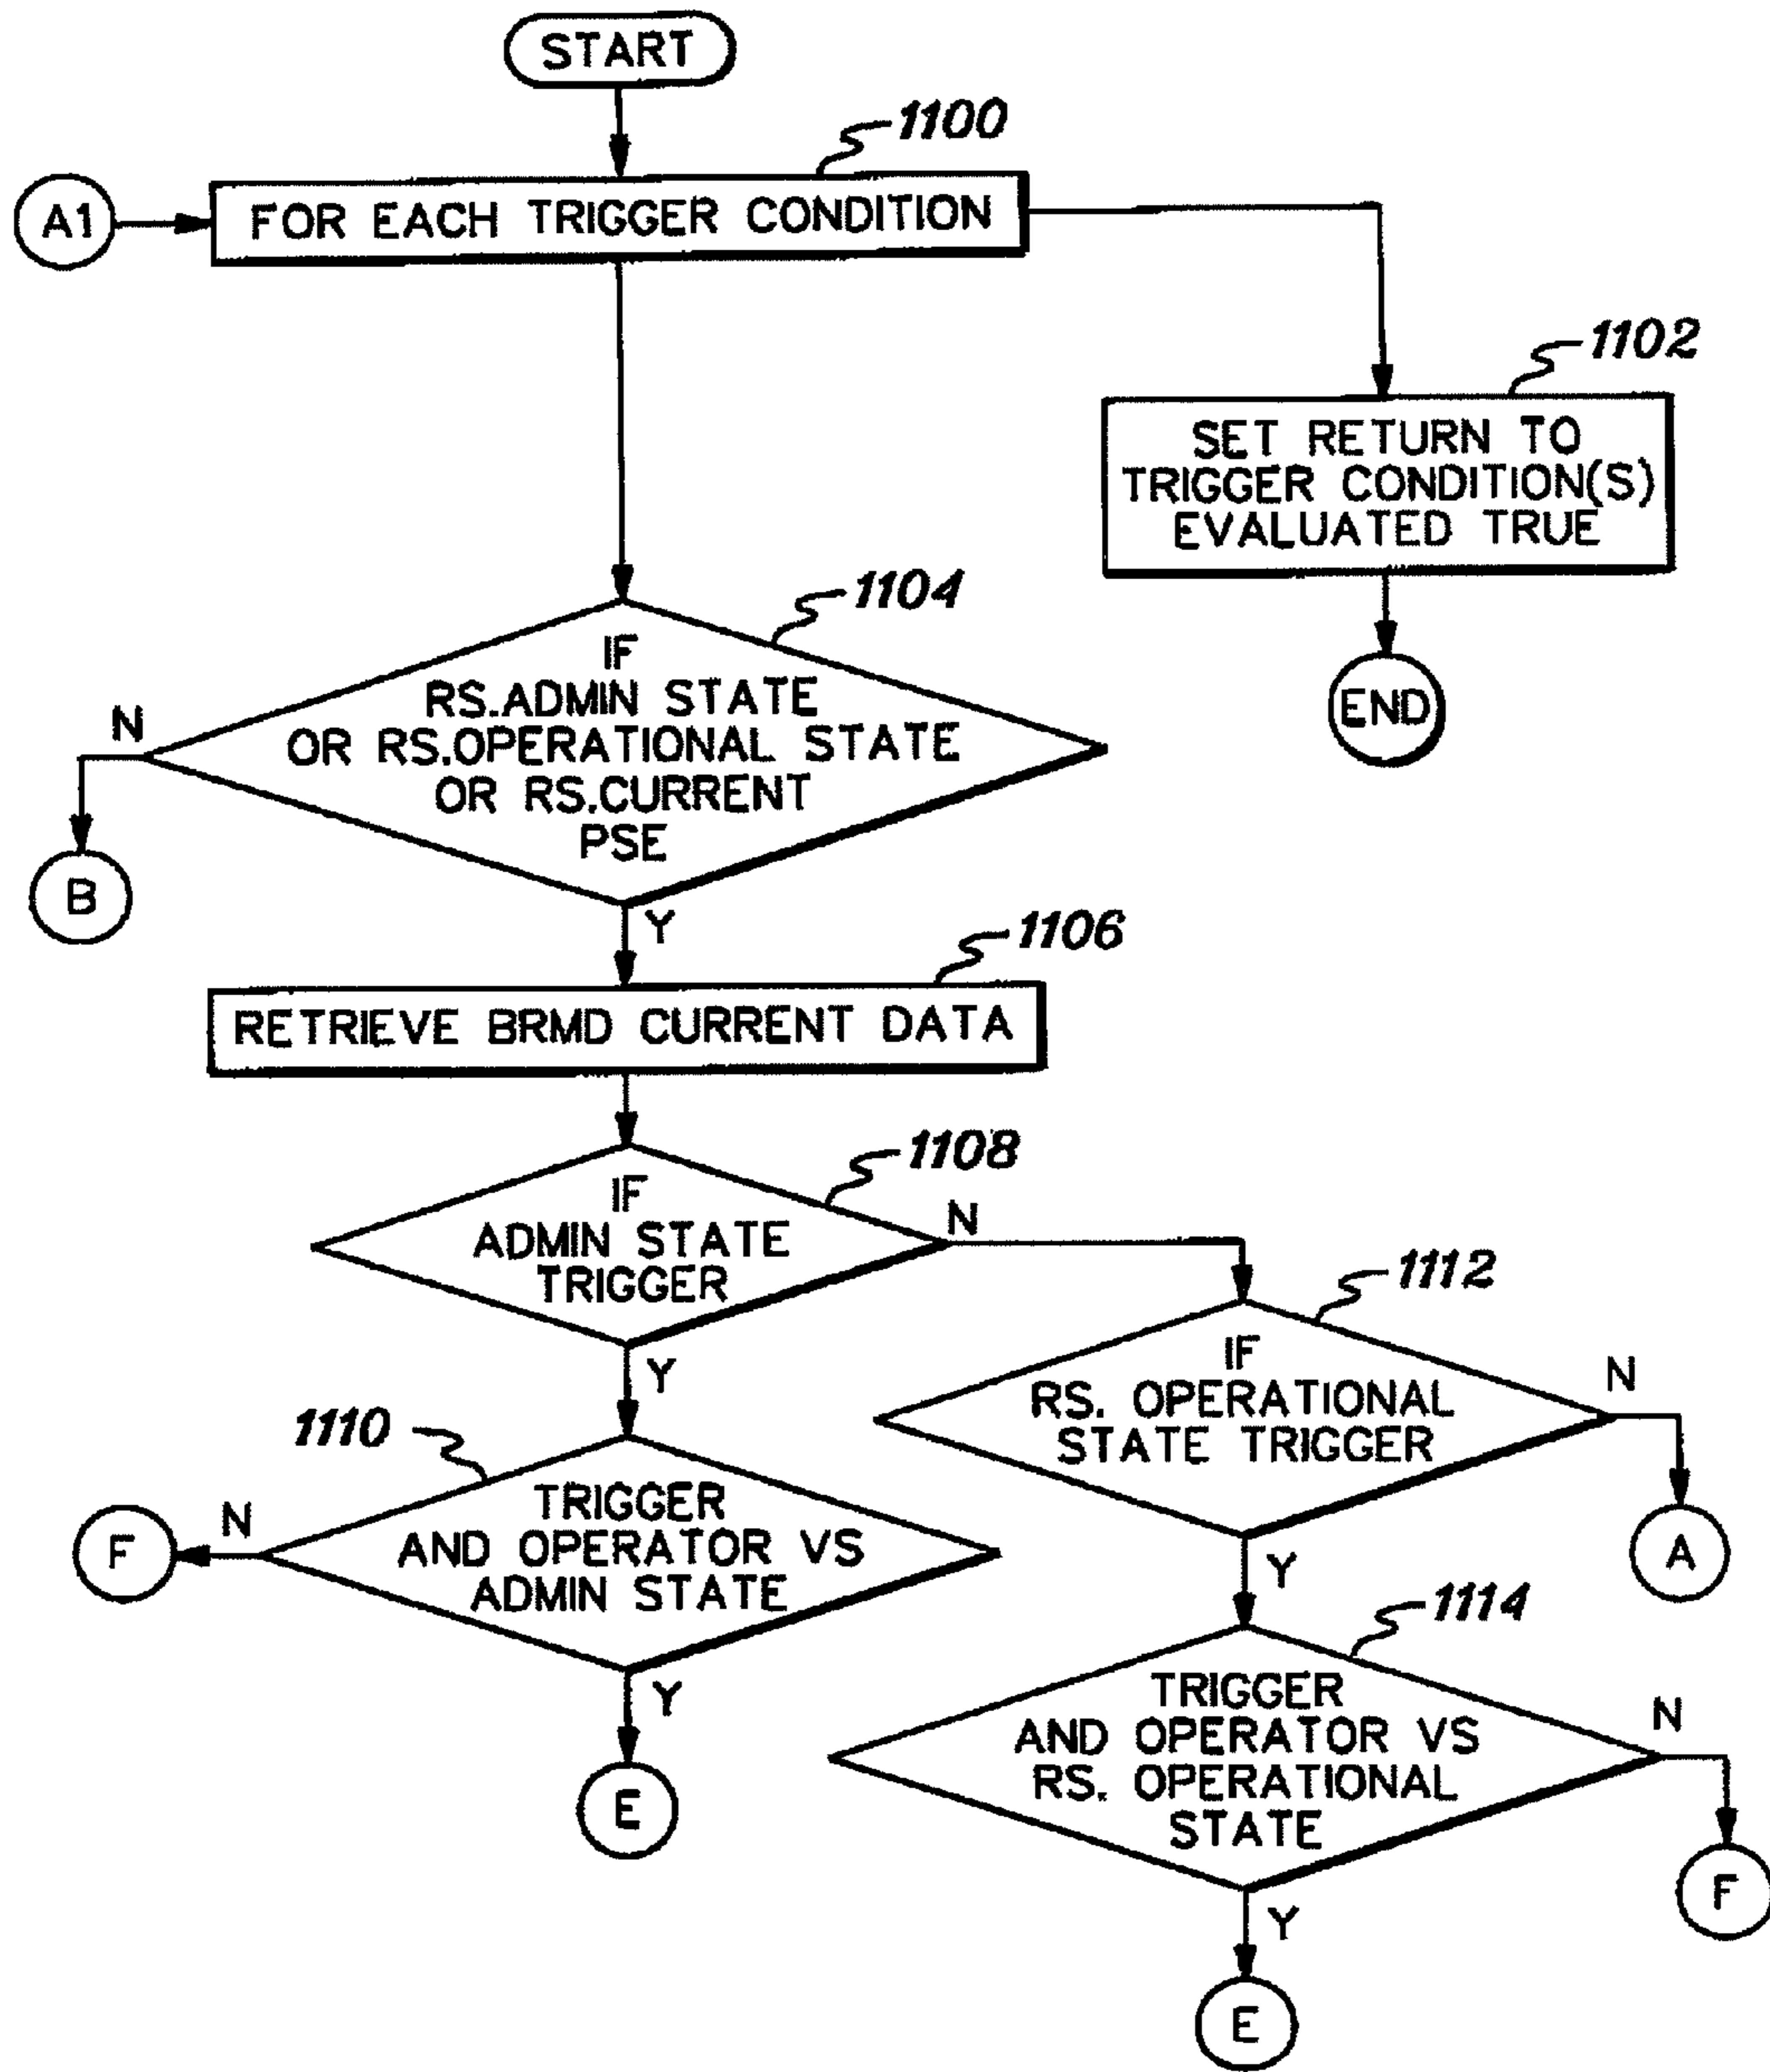 START
1100
A1
FOR EACH TRIGGER CONDITION
1102
SET RETURN TO
TRIGGER CONDITION(S)
EVALUATED TRUE
END
1104
IF
RS.ADMIN STATE
OR RS.OPERATIONAL STATE
OR RS.CURRENT
PSE
N
B
Y
1106
RETRIEVE BRMD CURRENT DATA
1108
IF
ADMIN STATE
TRIGGER
N
Y
1112
IF
RS. OPERATIONAL
STATE TRIGGER
N
A
Y
1110
TRIGGER
AND OPERATOR VS
ADMIN STATE
N
F
Y
E
1114
TRIGGER
AND OPERATOR VS
RS. OPERATIONAL
STATE
N
F
Y
E